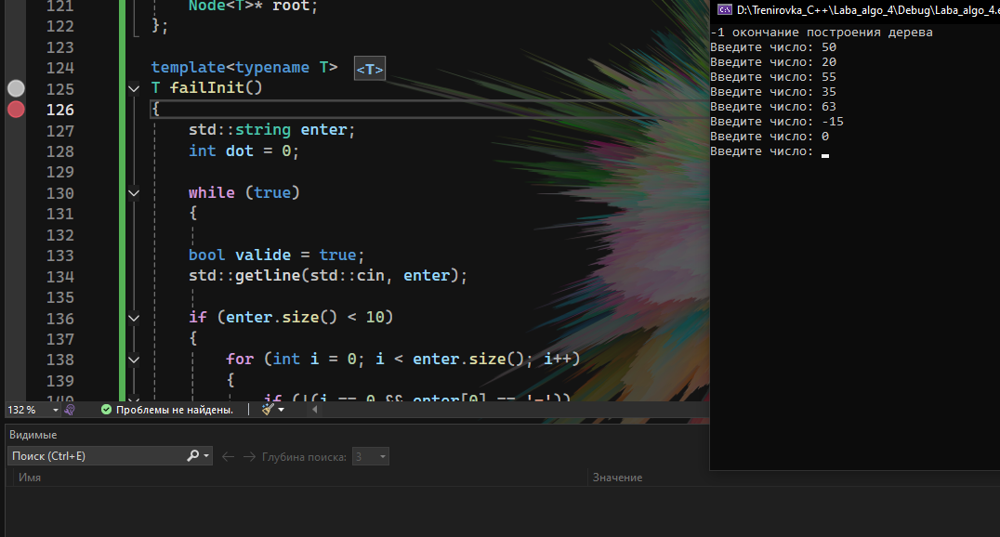 121 Node<T>* root;
122 };
123
124 template<typename T> <T>
125 T failInit()
126 {
127 std::string enter;
128 int dot = 0;
129
130 while (true)
131 {
132
133 bool valide = true;
134 std::getline(std::cin, enter);
135
136 if (enter.size() < 10)
137 {
138 for (int i = 0; i < enter.size(); i++)
139 {
140 if (!(i == 0 && enter[0] == '-'))
132 % Проблемы не найдены.
Видимые
Поиск (Ctrl+E) Глубина поиска: 3
Имя Значение
D:\Trenirovka_C++\Laba_algo_4\Debug\Laba_algo_4.e
-1 окончание построения дерева
Введите число: 50
Введите число: 20
Введите число: 55
Введите число: 35
Введите число: 63
Введите число: -15
Введите число: 0
Введите число: